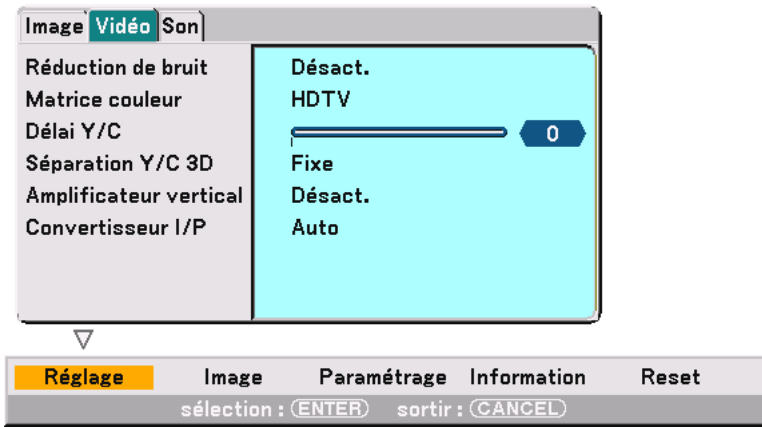 Image Vidéo Son
Réduction de bruit Désact.
Matrice couleur HDTV
Délai Y/C 0
Séparation Y/C 3D Fixe
Amplificateur vertical Désact.
Convertisseur I/P Auto
Réglage Image Paramétrage Information Reset
sélection : ENTER sortir : CANCEL